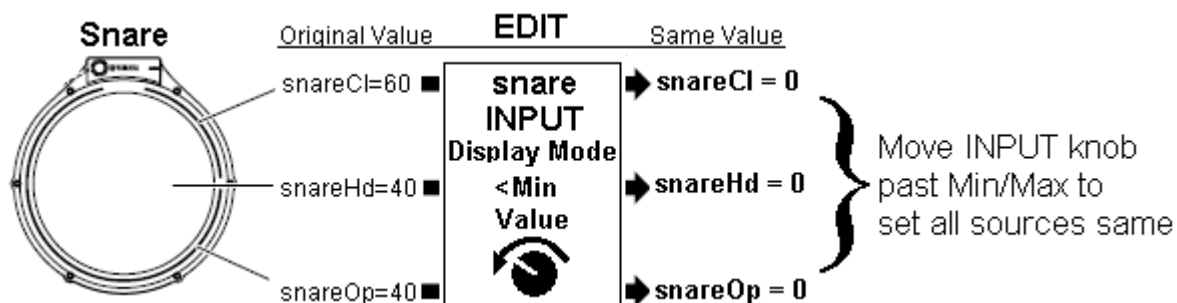 Snare
Original Value
EDIT
Same Value
snareCl=60
snare
INPUT
Display Mode
<Min
Value
snareCl = 0
snareHd=40
snareHd = 0
snareOp=40
snareOp = 0
Move INPUT knob
past Min/Max to
set all sources same